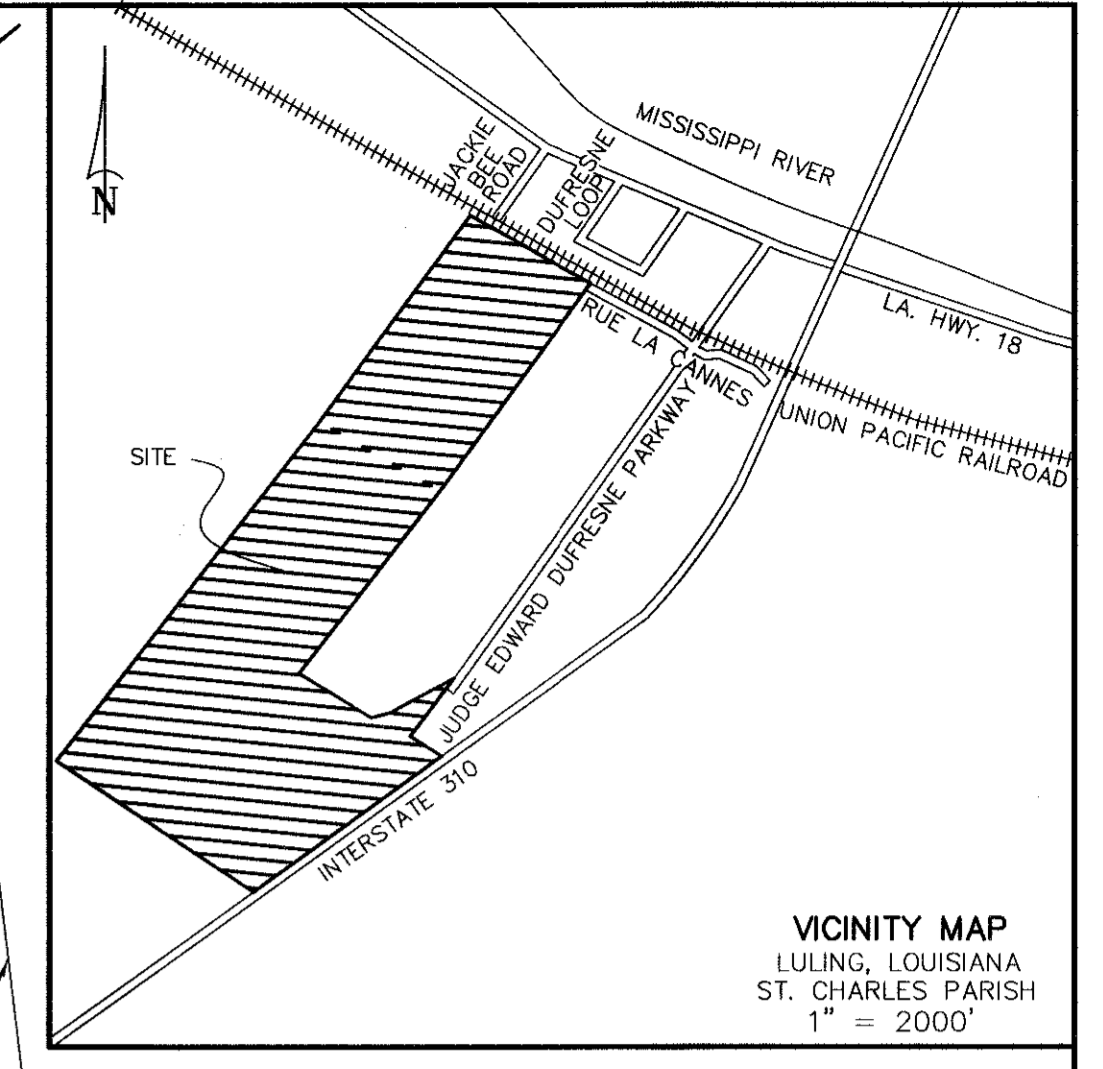 N
JACKIE
BEE
ROAD
DUFRESNE
LOOP
MISSISSIPPI RIVER
LA. HWY. 18
RUE LA CANNES
UNION PACIFIC RAILROAD
SITE
JUDGE EDWARD DUFRESNE PARKWAY
INTERSTATE 310
VICINITY MAP
LULING, LOUISIANA
ST. CHARLES PARISH
1" = 2000'